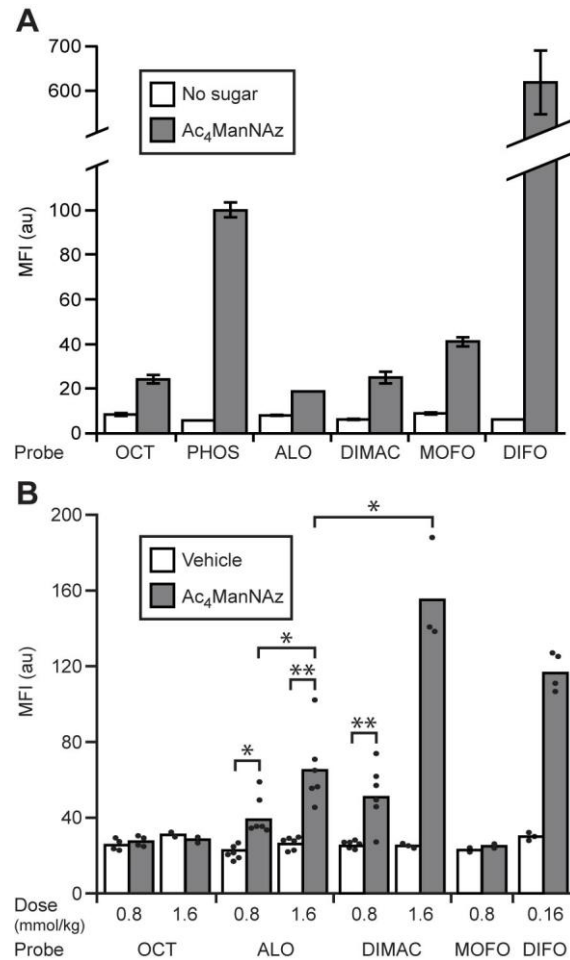 A
700
600
No sugar
Ac₄ManNAz
MFI (au)
100
80
60
40
20
0
Probe OCT PHOS ALO DIMAC MOFO DIFO
B
200
Vehicle
Ac₄ManNAz
*
160
MFI (au)
120
*
**
**
*
80
40
0
Dose
(mmol/kg) 0.8 1.6 0.8 1.6 0.8 1.6 0.8 0.16
Probe OCT ALO DIMAC MOFO DIFO